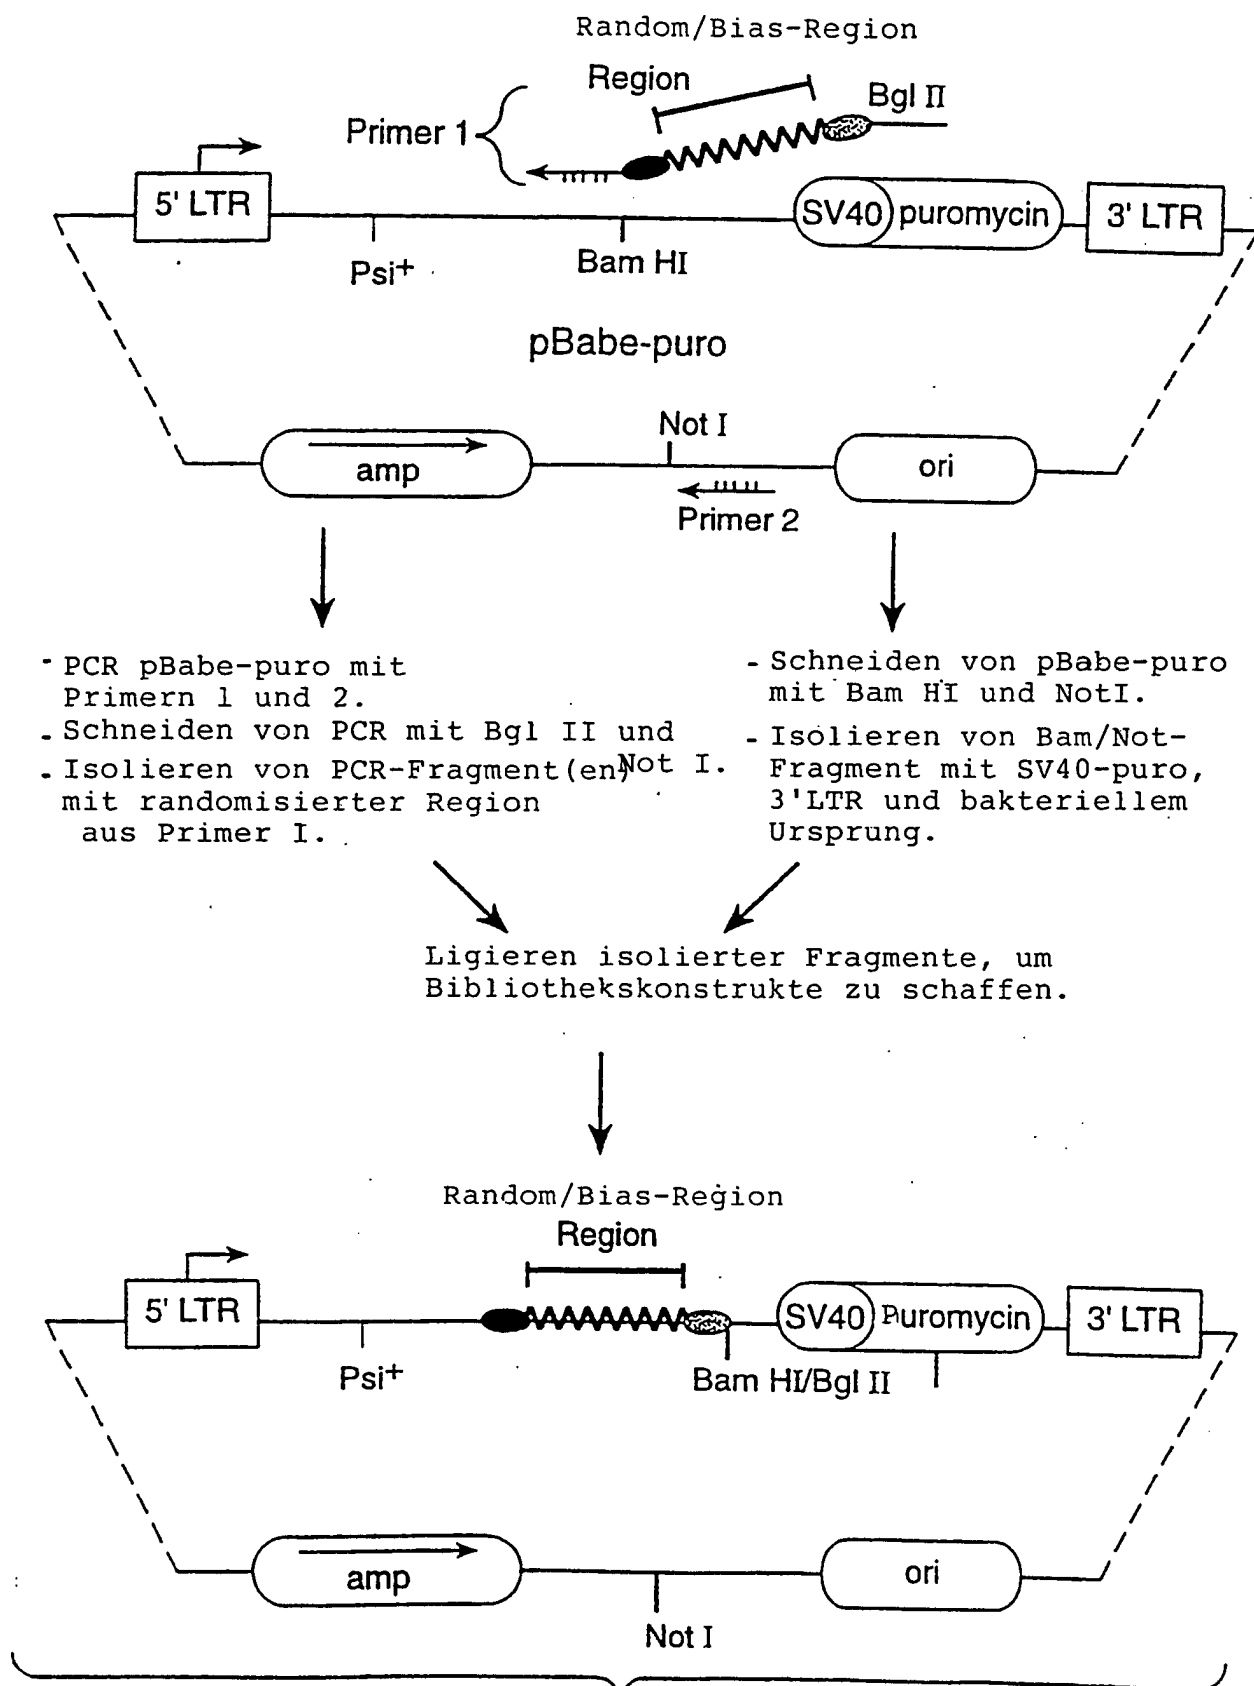 Random/Bias-Region
Region
Bgl II
Primer 1
5' LTR
SV40 puromycin
3' LTR
Psi+
Bam HI
pBabe-puro
Not I
amp
ori
Primer 2
- PCR pBabe-puro mit
Primern 1 und 2.
- Schneiden von PCR mit Bgl II und
Not I.
- Isolieren von PCR-Fragment(en)
mit randomisierter Region
aus Primer I.
- Schneiden von pBabe-puro
mit Bam HI und NotI.
- Isolieren von Bam/Not-
Fragment mit SV40-puro,
3'LTR und bakteriellem
Ursprung.
Ligieren isolierter Fragmente, um
Bibliothekskonstrukte zu schaffen.
Random/Bias-Region
Region
5' LTR
SV40 Puromycin
3' LTR
Psi+
Bam HI/Bgl II
amp
ori
Not I